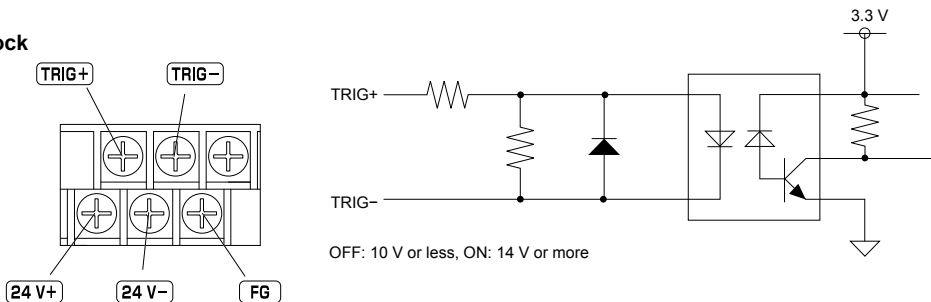 ock
TRIG+
TRIG−
24 V+
24 V−
FG
3.3 V
TRIG+
TRIG−
OFF: 10 V or less, ON: 14 V or more